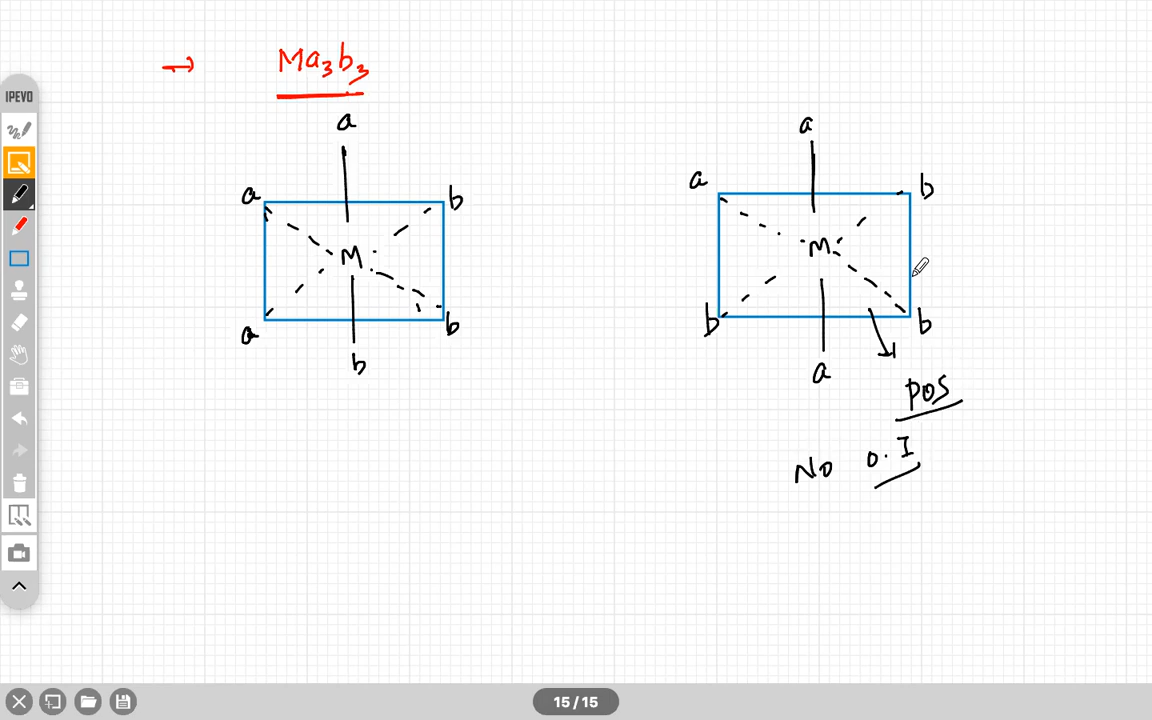 → Ma₃b₃
IPEVO
a
a b
M
a b
b
a
a b
M
b b
a
POS
No O.I
15 / 15